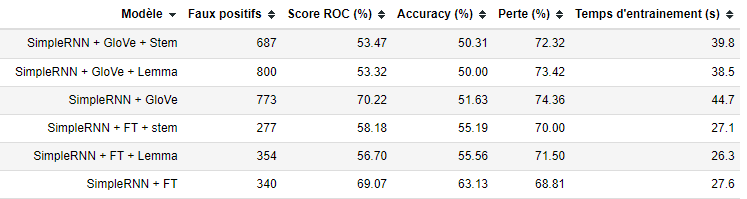 Modèle Faux positifs Score ROC (%) Accuracy (%) Perte (%) Temps d'entrainement (s)
SimpleRNN + GloVe + Stem 687 53.47 50.31 72.32 39.8
SimpleRNN + GloVe + Lemma 800 53.32 50.00 73.42 38.5
SimpleRNN + GloVe 773 70.22 51.63 74.36 44.7
SimpleRNN + FT + stem 277 58.18 55.19 70.00 27.1
SimpleRNN + FT + Lemma 354 56.70 55.56 71.50 26.3
SimpleRNN + FT 340 69.07 63.13 68.81 27.6